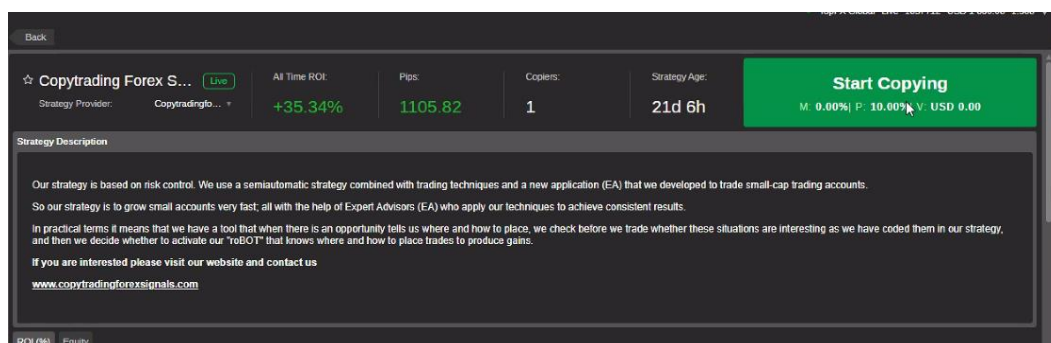 Back
☆ Copytrading Forex S... Live
Strategy Provider: Copytradingfo...
All Time ROI:
+35.34%
Pips:
1105.82
Copiers:
1
Strategy Age:
21d 6h
Start Copying
M: 0.00%| P: 10.00%| V: USD 0.00
Strategy Description
Our strategy is based on risk control. We use a semiautomatic strategy combined with trading techniques and a new application (EA) that we developed to trade small-cap trading accounts.
So our strategy is to grow small accounts very fast; all with the help of Expert Advisors (EA) who apply our techniques to achieve consistent results.
In practical terms it means that we have a tool that when there is an opportunity tells us where and how to place, we check before we trade whether these situations are interesting as we have coded them in our strategy,
and then we decide whether to activate our "roBOT" that knows where and how to place trades to produce gains.
If you are interested please visit our website and contact us
www.copytradingforexsignals.com
ROI (%) Equity